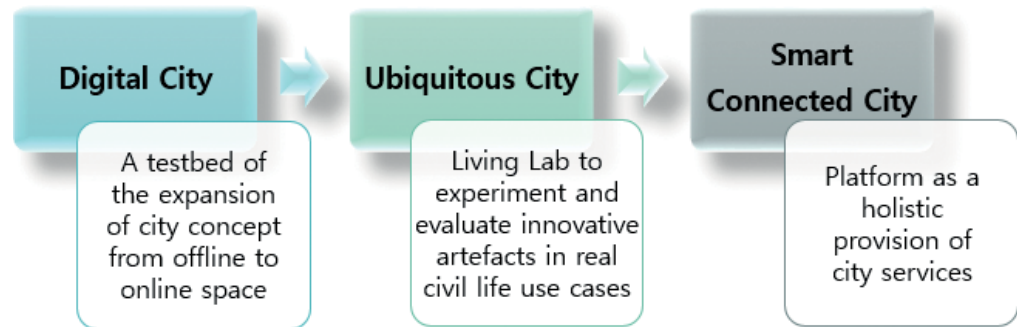 Digital City
A testbed of
the expansion
of city concept
from offline to
online space
Ubiquitous City
Living Lab to
experiment and
evaluate innovative
artefacts in real
civil life use cases
Smart
Connected City
Platform as a
holistic
provision of
city services